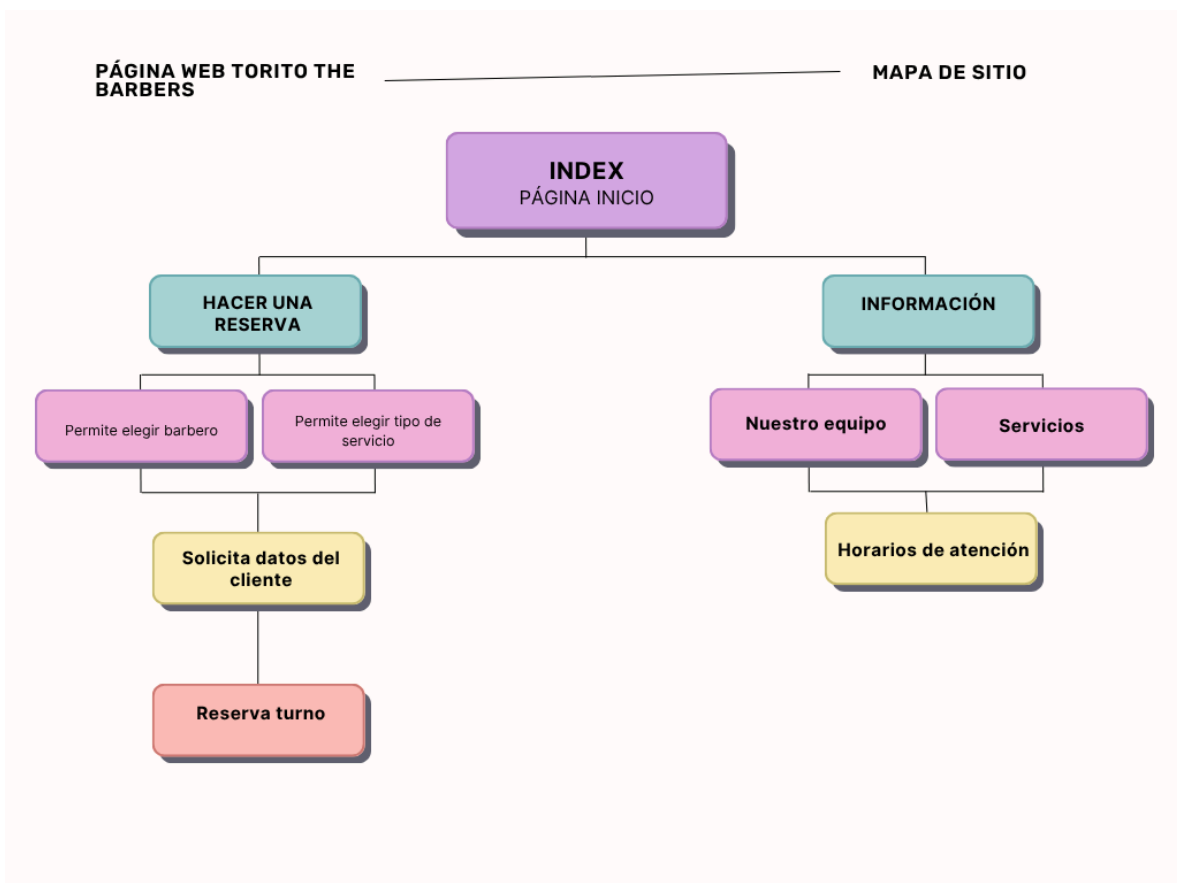 PÁGINA WEB TORITO THE
BARBERS
MAPA DE SITIO
INDEX
PÁGINA INICIO
HACER UNA
RESERVA
INFORMACIÓN
Permite elegir barbero
Permite elegir tipo de
servicio
Nuestro equipo
Servicios
Solicita datos del
cliente
Horarios de atención
Reserva turno